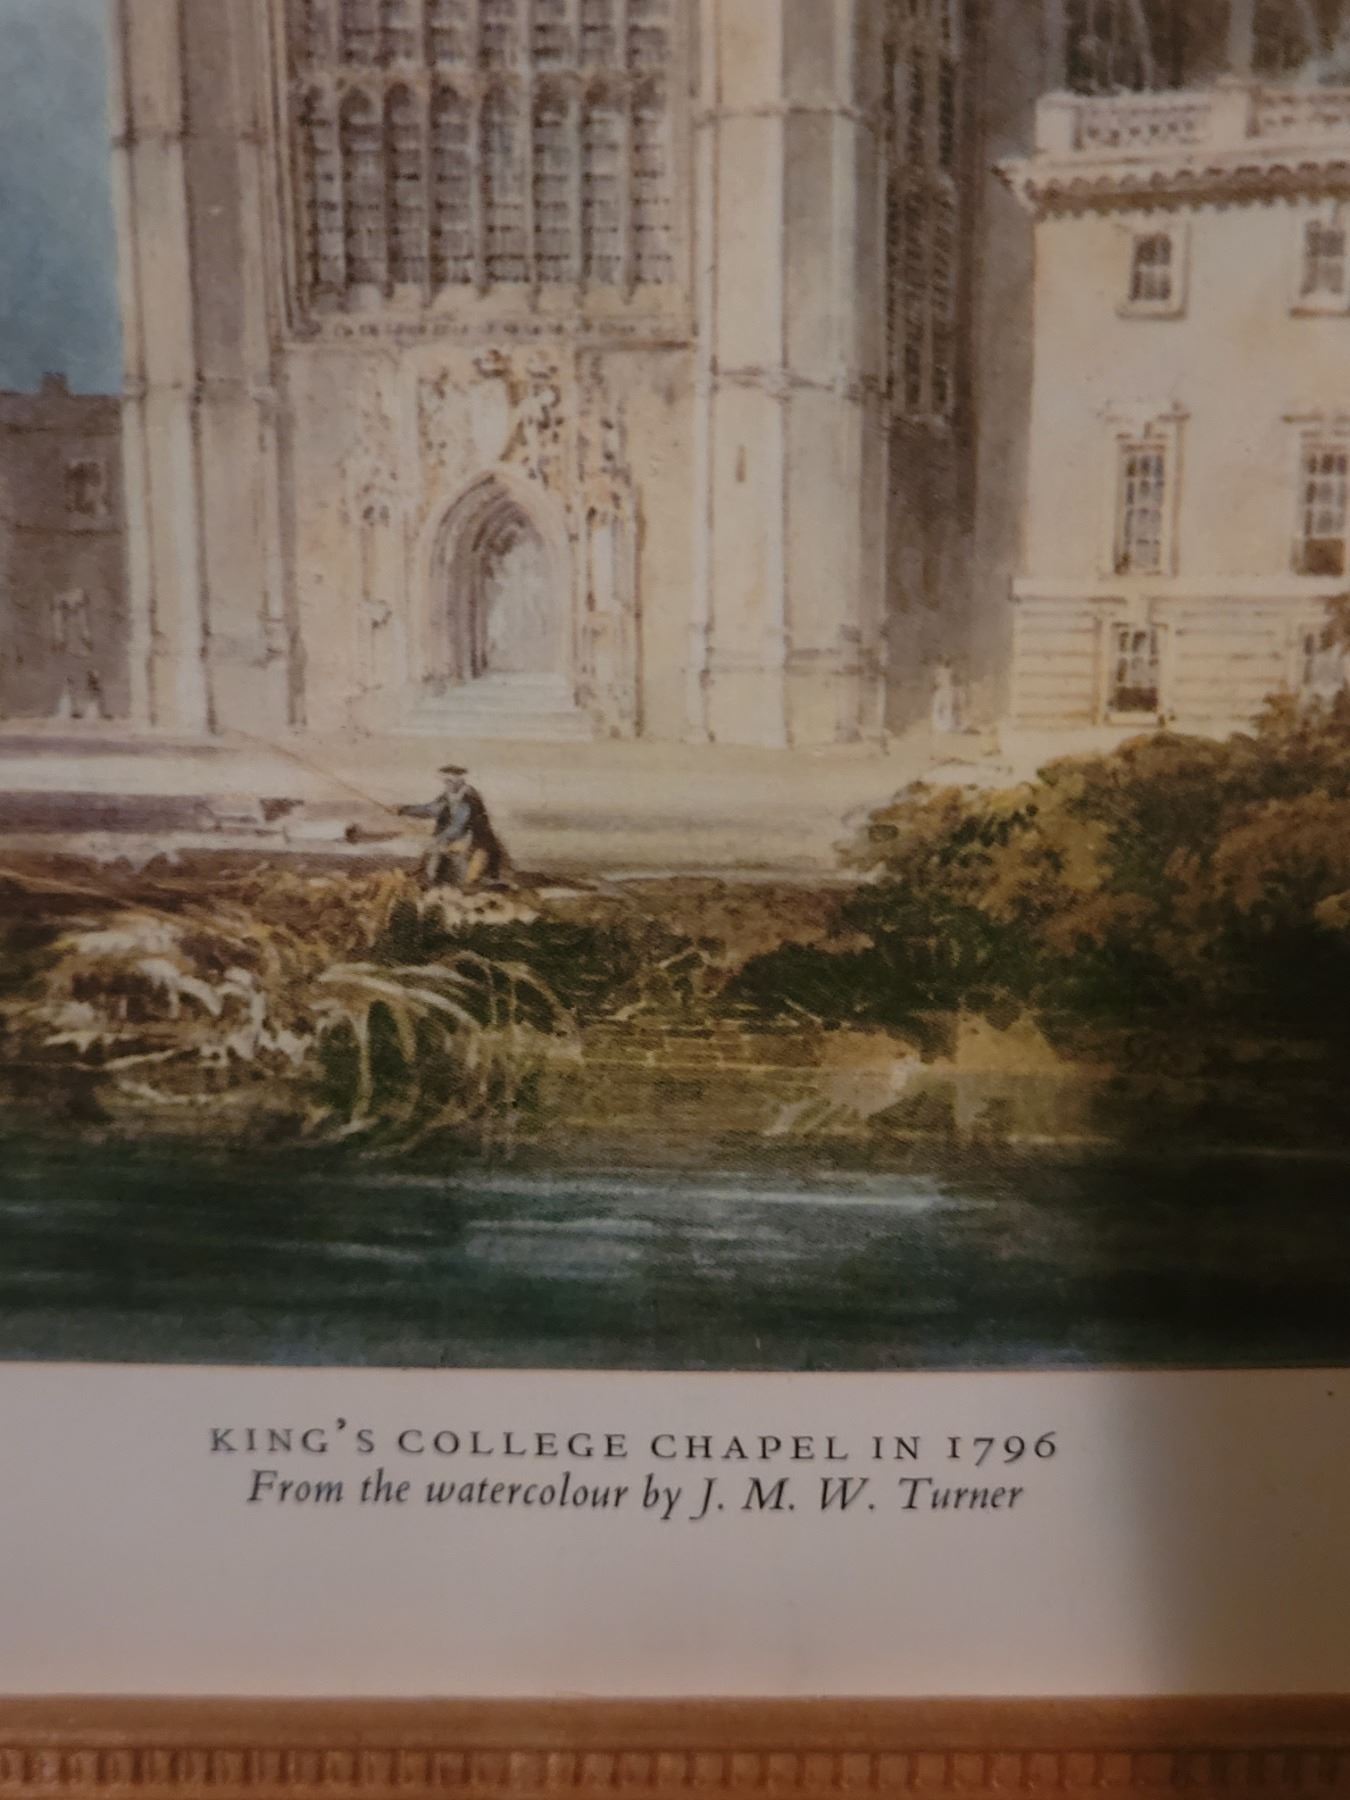 KING'S COLLEGE CHAPEL IN 1796
From the watercolour by J. M. W. Turner